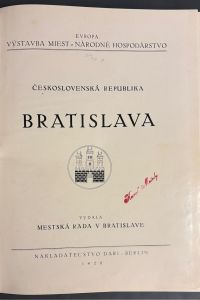 EVROPA
VÝSTAVBA MIEST - NÁRODNÉ HOSPODÁRSTVO
ČESKOSLOVENSKÁ REPUBLIKA
BRATISLAVA
VYDALA
MESTSKÁ RADA V BRATISLAVE
NAKLADATEĽSTVO DARI - BERLIN